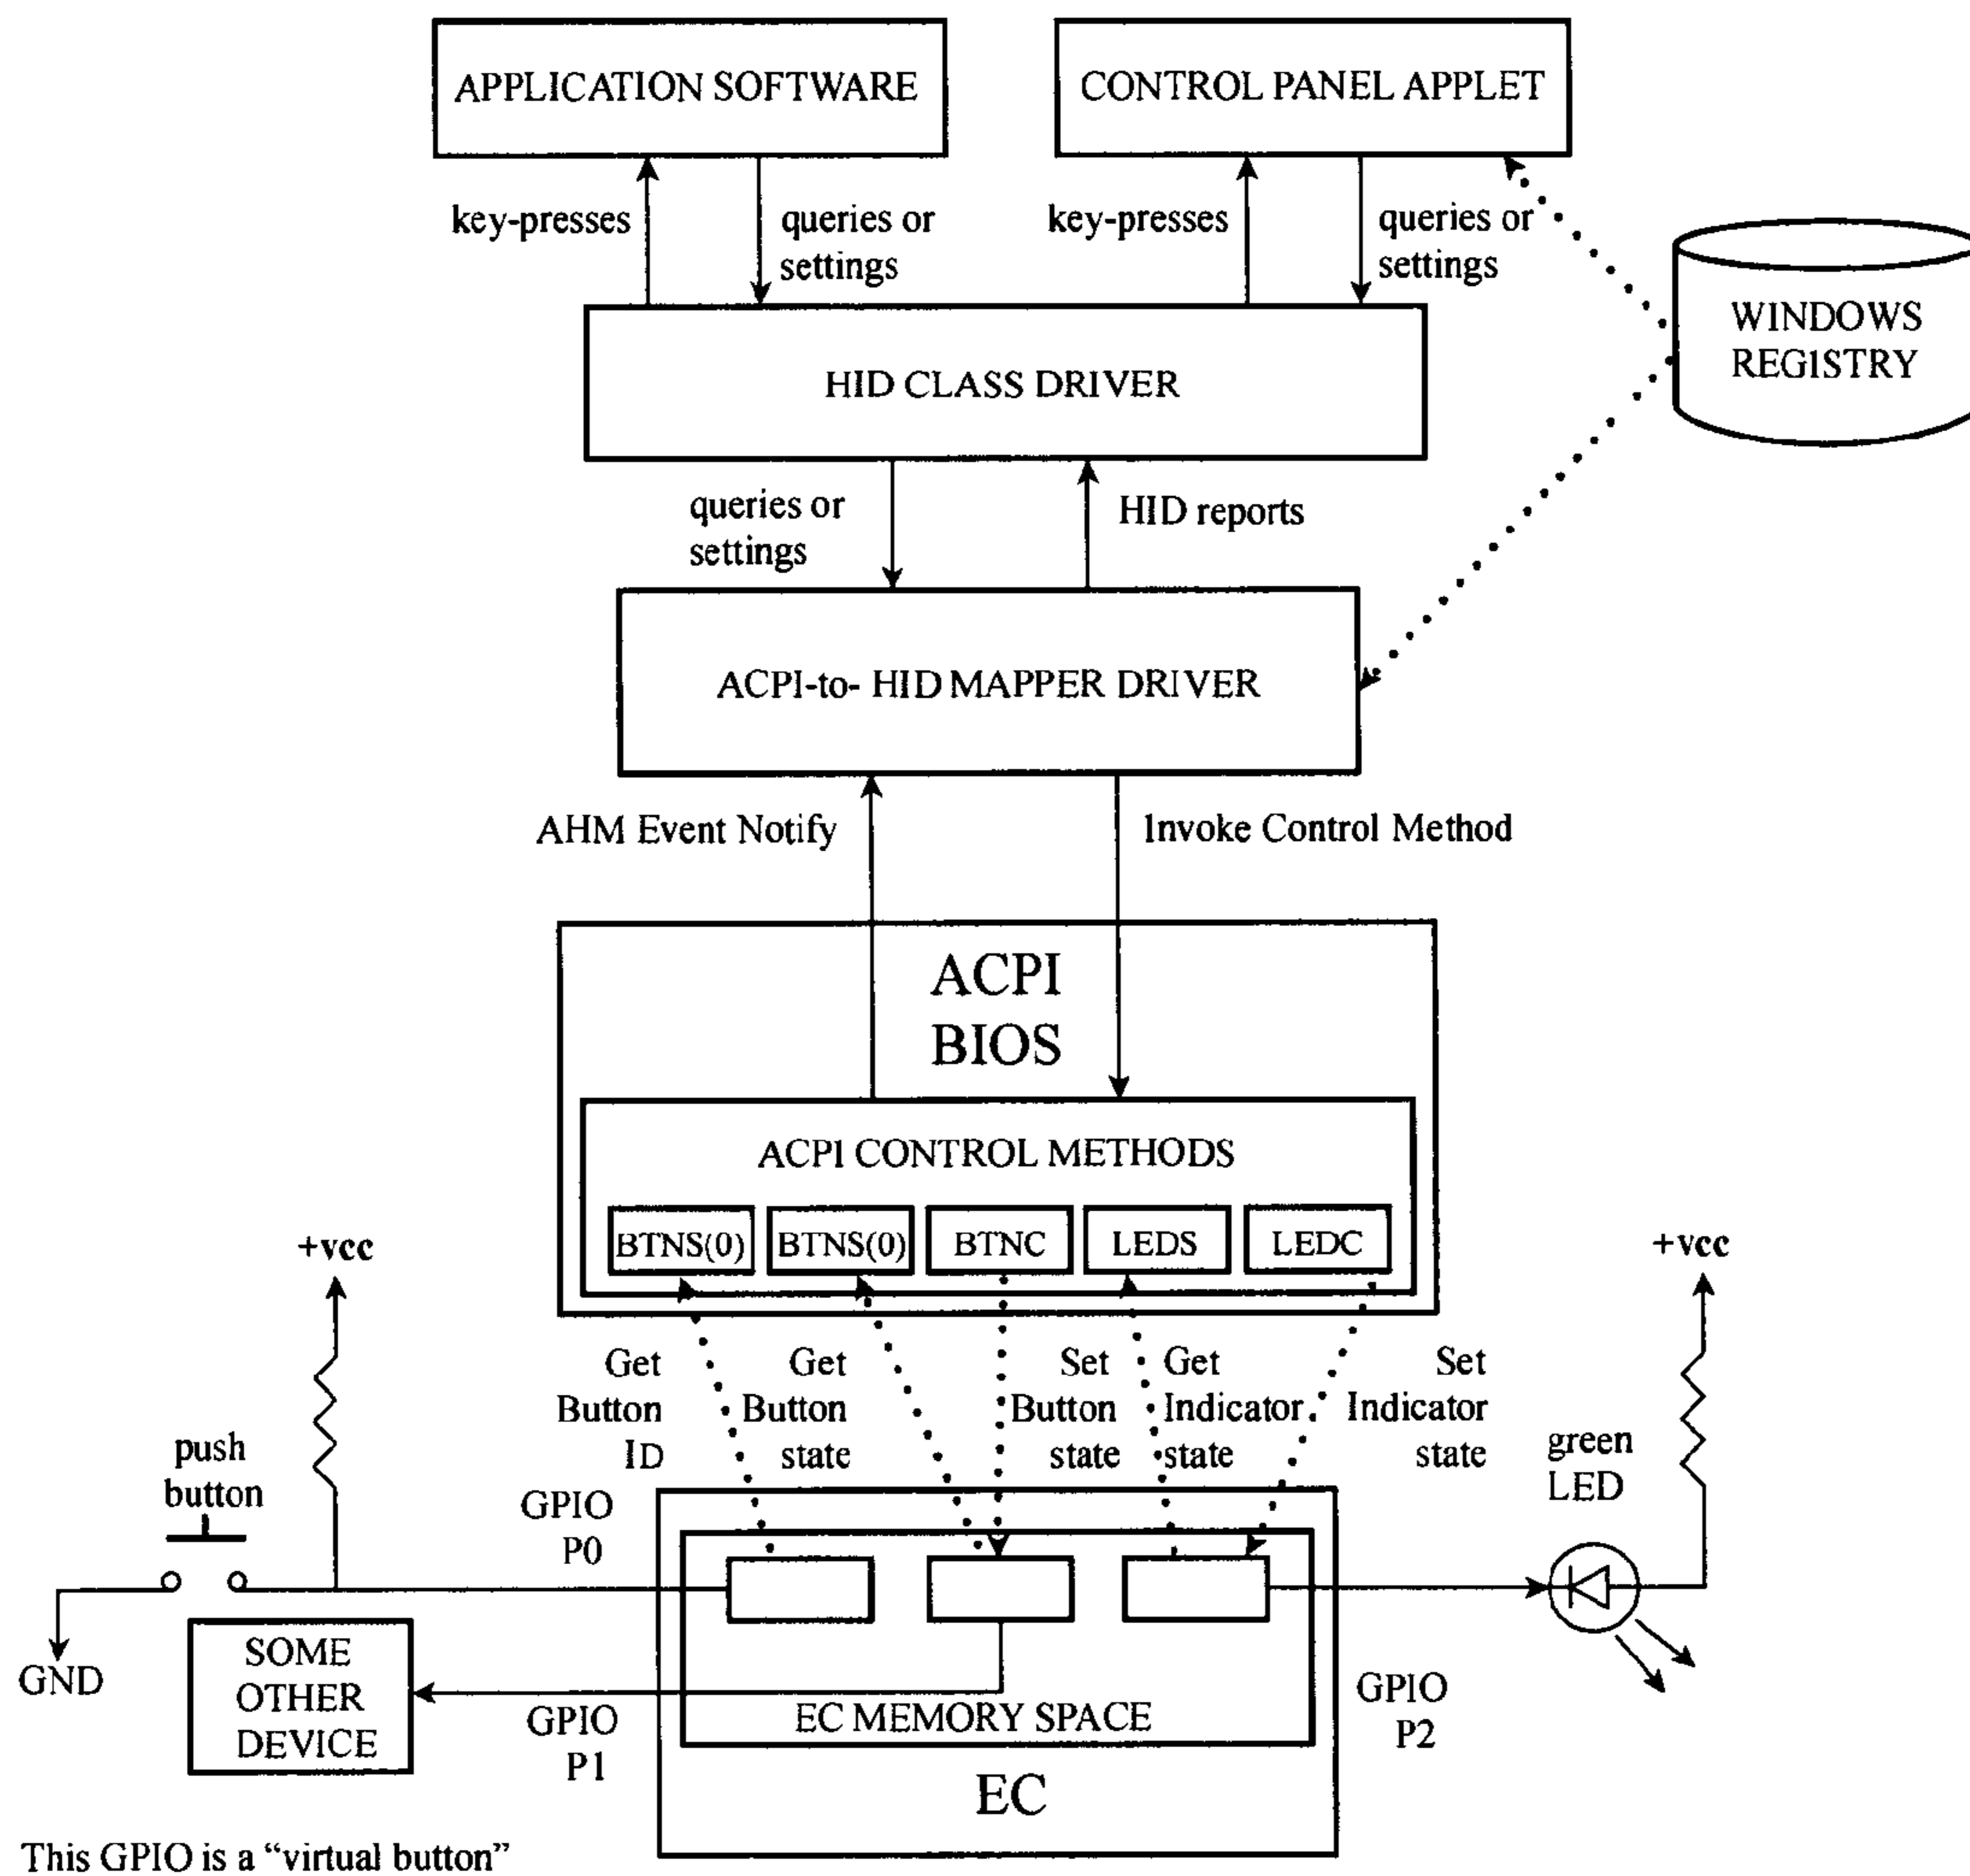 APPLICATION SOFTWARE
CONTROL PANEL APPLET
key-presses
queries or
settings
key-presses
queries or
settings
WINDOWS
REGISTRY
HID CLASS DRIVER
queries or
settings
HID reports
ACPI-to- HID MAPPER DRIVER
AHM Event Notify
Invoke Control Method
ACPI
BIOS
ACPI CONTROL METHODS
BTNS(0)
BTNS(0)
BTNC
LEDS
LEDC
+vcc
+vcc
Get
Button
ID
Get
Button
state
Set
Button
state
Get
Indicator
state
Set
Indicator
state
push
button
green
LED
GPIO
P0
GND
SOME
OTHER
DEVICE
GPIO
P1
EC MEMORY SPACE
GPIO
P2
EC
This GPIO is a “virtual button”